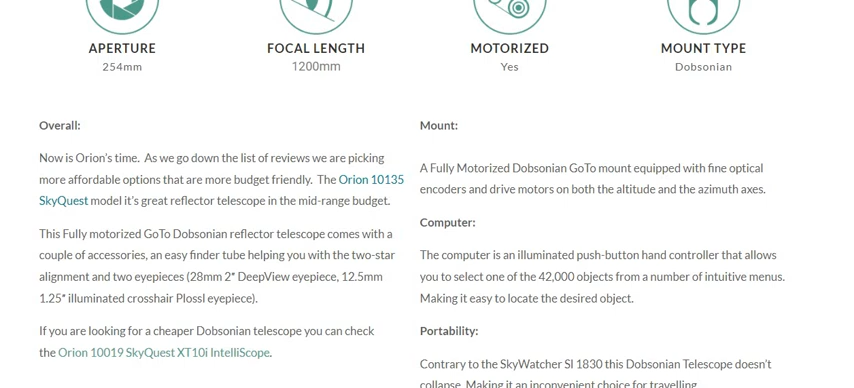 APERTURE
254mm
FOCAL LENGTH
1200mm
MOTORIZED
Yes
MOUNT TYPE
Dobsonian
Overall:
Now is Orion's time.  As we go down the list of reviews we are picking
more affordable options that are more budget friendly.  The Orion 10135
SkyQuest model it's great reflector telescope in the mid-range budget.
This Fully motorized GoTo Dobsonian reflector telescope comes with a
couple of accessories, an easy finder tube helping you with the two-star
alignment and two eyepieces (28mm 2" DeepView eyepiece, 12.5mm
1.25" illuminated crosshair Plossl eyepiece).
If you are looking for a cheaper Dobsonian telescope you can check
the Orion 10019 SkyQuest XT10i IntelliScope.
Mount:
A Fully Motorized Dobsonian GoTo mount equipped with fine optical
encoders and drive motors on both the altitude and the azimuth axes.
Computer:
The computer is an illuminated push-button hand controller that allows
you to select one of the 42,000 objects from a number of intuitive menus.
Making it easy to locate the desired object.
Portability:
Contrary to the SkyWatcher SI 1830 this Dobsonian Telescope doesn't
collapse. Making it an inconvenient choice for travelling.